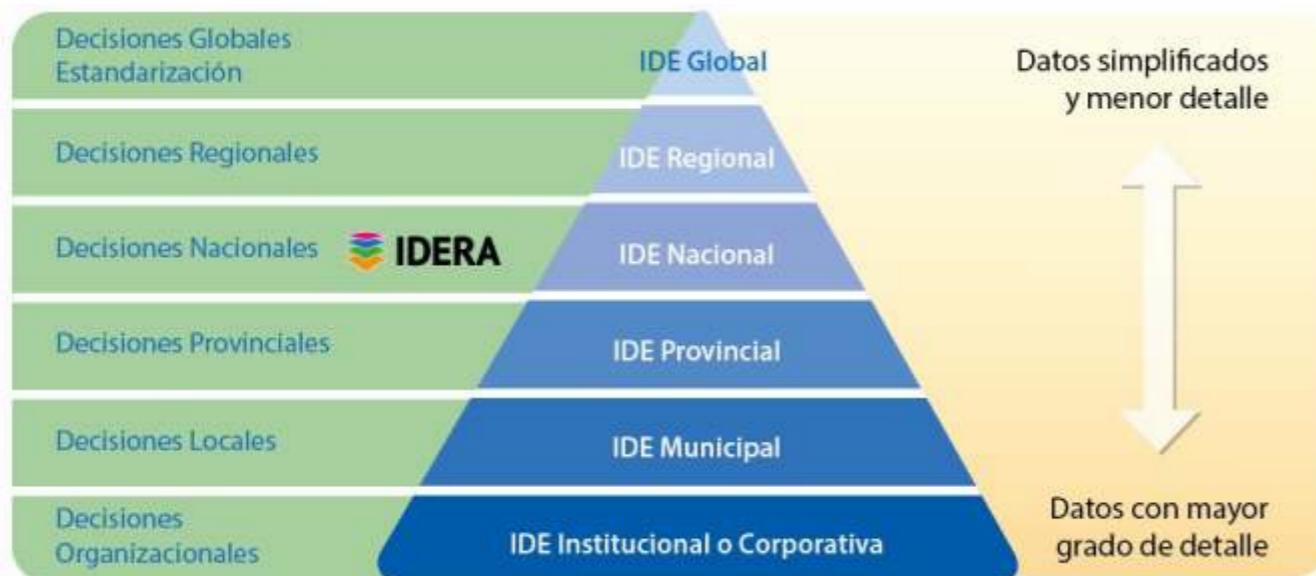 Decisiones Globales
Estandarización
IDE Global
Datos simplificados
y menor detalle
Decisiones Regionales
IDE Regional
Decisiones Nacionales
IDERA
IDE Nacional
Decisiones Provinciales
IDE Provincial
Decisiones Locales
IDE Municipal
Decisiones
Organizacionales
IDE Institucional o Corporativa
Datos con mayor
grado de detalle